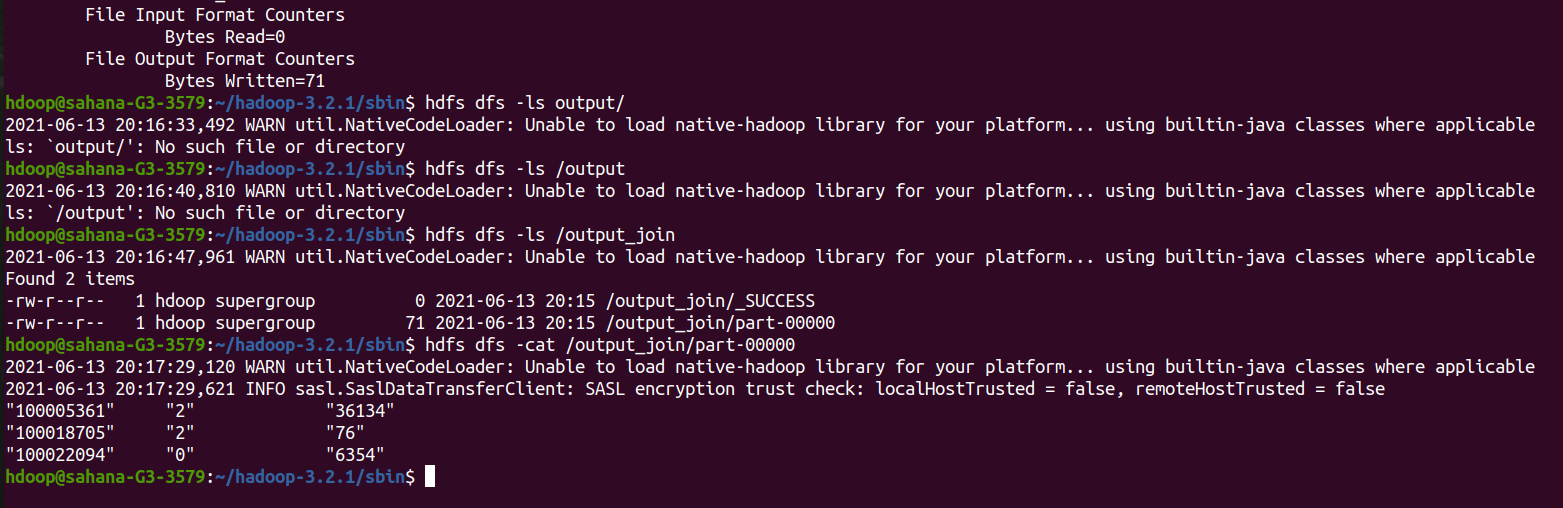 File Input Format Counters
Bytes Read=0
File Output Format Counters
Bytes Written=71
hdoop@sahana-G3-3579:~/hadoop-3.2.1/sbin$ hdfs dfs -ls output/
2021-06-13 20:16:33,492 WARN util.NativeCodeLoader: Unable to load native-hadoop library for your platform... using builtin-java classes where applicable
ls: `output/': No such file or directory
hdoop@sahana-G3-3579:~/hadoop-3.2.1/sbin$ hdfs dfs -ls /output
2021-06-13 20:16:40,810 WARN util.NativeCodeLoader: Unable to load native-hadoop library for your platform... using builtin-java classes where applicable
ls: `/output': No such file or directory
hdoop@sahana-G3-3579:~/hadoop-3.2.1/sbin$ hdfs dfs -ls /output_join
2021-06-13 20:16:47,961 WARN util.NativeCodeLoader: Unable to load native-hadoop library for your platform... using builtin-java classes where applicable
Found 2 items
-rw-r--r--   1 hdoop supergroup          0 2021-06-13 20:15 /output_join/_SUCCESS
-rw-r--r--   1 hdoop supergroup         71 2021-06-13 20:15 /output_join/part-00000
hdoop@sahana-G3-3579:~/hadoop-3.2.1/sbin$ hdfs dfs -cat /output_join/part-00000
2021-06-13 20:17:29,120 WARN util.NativeCodeLoader: Unable to load native-hadoop library for your platform... using builtin-java classes where applicable
2021-06-13 20:17:29,621 INFO sasl.SaslDataTransferClient: SASL encryption trust check: localHostTrusted = false, remoteHostTrusted = false
"100005361"     "2"             "36134"
"100018705"     "2"             "76"
"100022094"     "0"             "6354"
hdoop@sahana-G3-3579:~/hadoop-3.2.1/sbin$